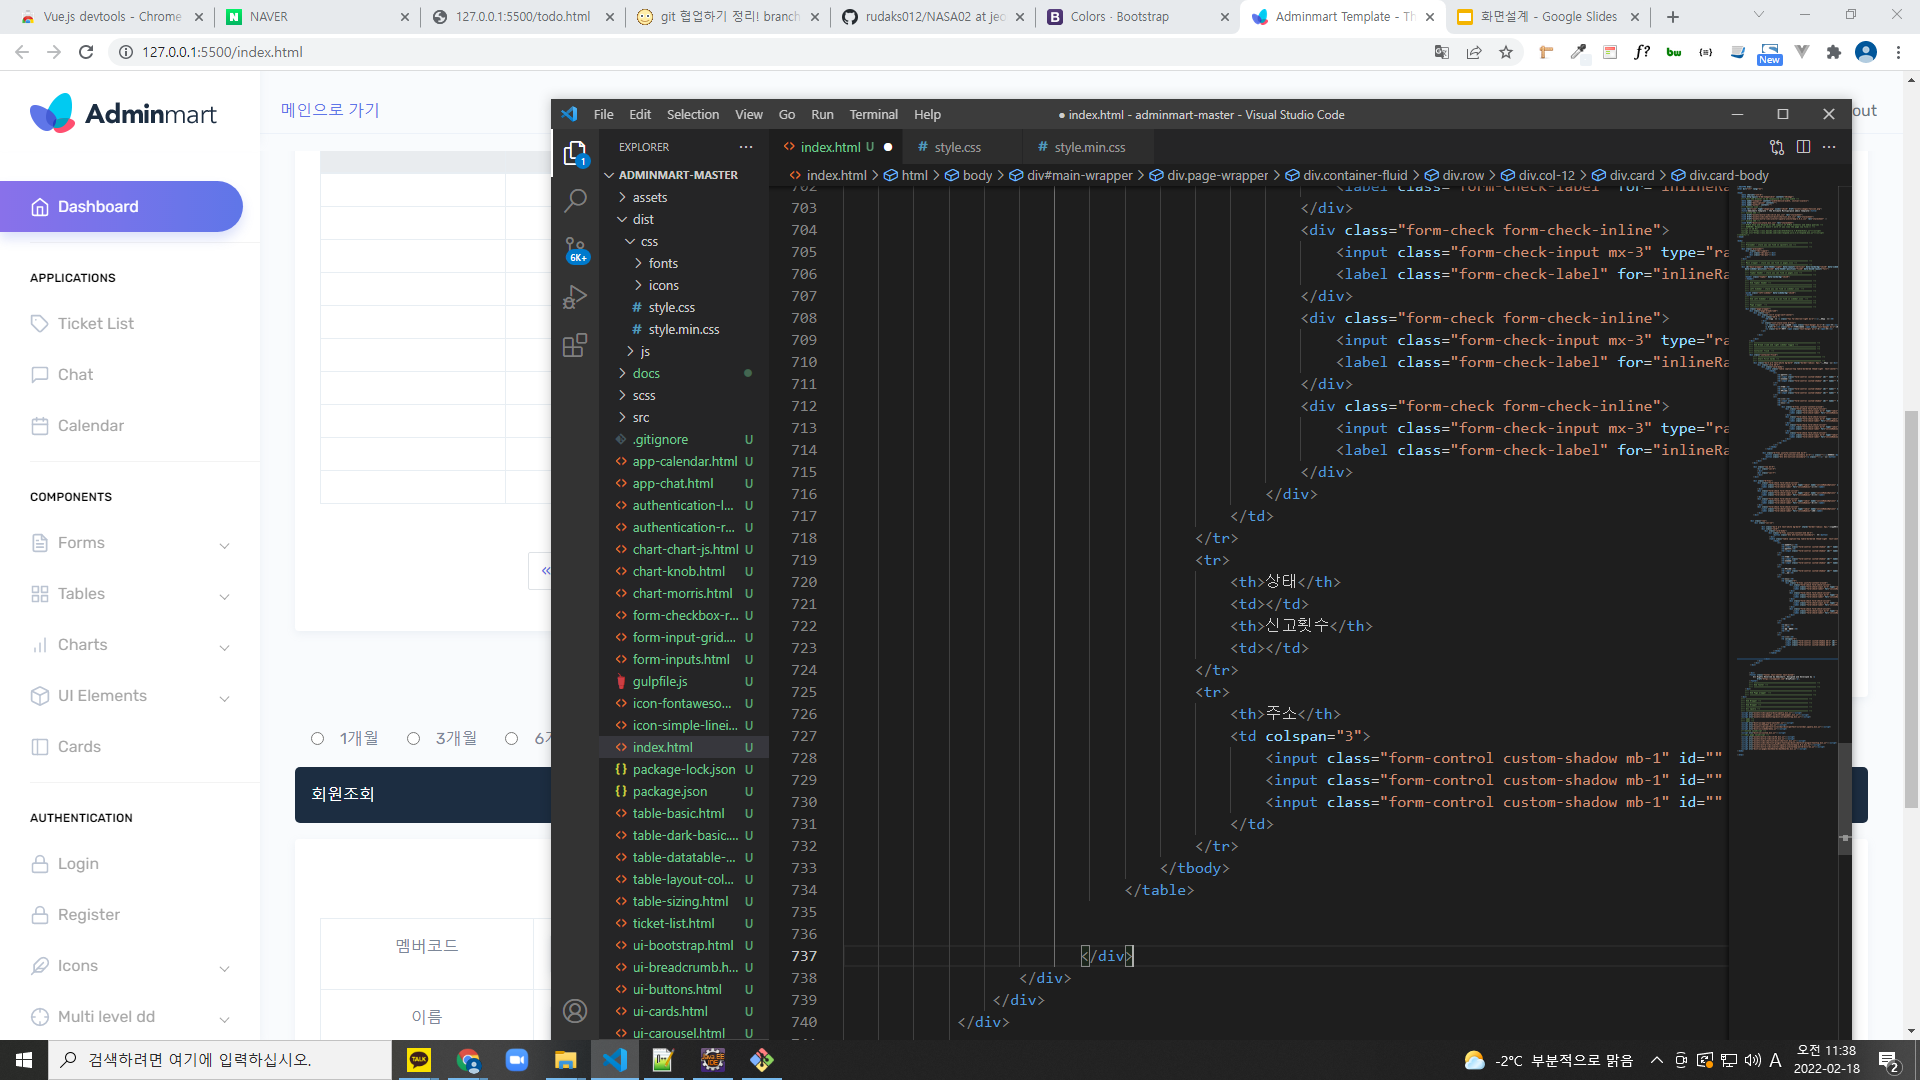 Vue.js devtools - Chrome
NAVER
127.0.0.1:5500/todo.html
git 협업하기 정리! branch
rudaks012/NASA02 at jec
Colors · Bootstrap
Adminmart Template - Th
화면설계 - Google Slides
127.0.0.1:5500/index.html
f?
bw
New
Adminmart
메인으로 가기
out
Dashboard
APPLICATIONS
Ticket List
Chat
Calendar
COMPONENTS
Forms
Tables
Charts
UI Elements
Cards
AUTHENTICATION
Login
Register
Icons
Multi level dd
«
1개월
3개월
회원조회
멤버코드
이름
File Edit Selection View Go Run Terminal Help
● index.html - adminmart-master - Visual Studio Code
1
6K+
EXPLORER
ADMINMART-MASTER
assets
dist
css
fonts
icons
# style.css
# style.min.css
js
docs
scss
src
.gitignore U
app-calendar.html U
app-chat.html U
authentication-l... U
authentication-r... U
chart-chart-js.html U
chart-knob.html U
chart-morris.html U
form-checkbox-r... U
form-input-grid.... U
form-inputs.html U
gulpfile.js U
icon-fontaweso... U
icon-simple-linei... U
index.html U
{} package-lock.json U
{} package.json U
table-basic.html U
table-dark-basic.... U
table-datatable-... U
table-layout-col... U
table-sizing.html U
ticket-list.html U
ui-bootstrap.html U
ui-breadcrumb.h... U
ui-buttons.html U
ui-cards.html U
ui-carousel.html U
<> index.html U ●
# style.css
# style.min.css
<> index.html > html > body > div#main-wrapper > div.page-wrapper > div.container-fluid > div.row > div.col-12 > div.card > div.card-body
702 <label class="form-check-label" for="inlineRa
703 </div>
704 <div class="form-check form-check-inline">
705 <input class="form-check-input mx-3" type="ra
706 <label class="form-check-label" for="inlineRa
707 </div>
708 <div class="form-check form-check-inline">
709 <input class="form-check-input mx-3" type="ra
710 <label class="form-check-label" for="inlineRa
711 </div>
712 <div class="form-check form-check-inline">
713 <input class="form-check-input mx-3" type="ra
714 <label class="form-check-label" for="inlineRa
715 </div>
716 </div>
717 </td>
718 </tr>
719 <tr>
720 <th>상태</th>
721 <td></td>
722 <th>신고횟수</th>
723 <td></td>
724 </tr>
725 <tr>
726 <th>주소</th>
727 <td colspan="3">
728 <input class="form-control custom-shadow mb-1" id=""
729 <input class="form-control custom-shadow mb-1" id=""
730 <input class="form-control custom-shadow mb-1" id=""
731 </td>
732 </tr>
733 </tbody>
734 </table>
735
736
737 </div>
738 </div>
739 </div>
740 </div>
검색하려면 여기에 입력하십시오.
TALK
-2°C 부분적으로 맑음
A
오전 11:38
2022-02-18
2